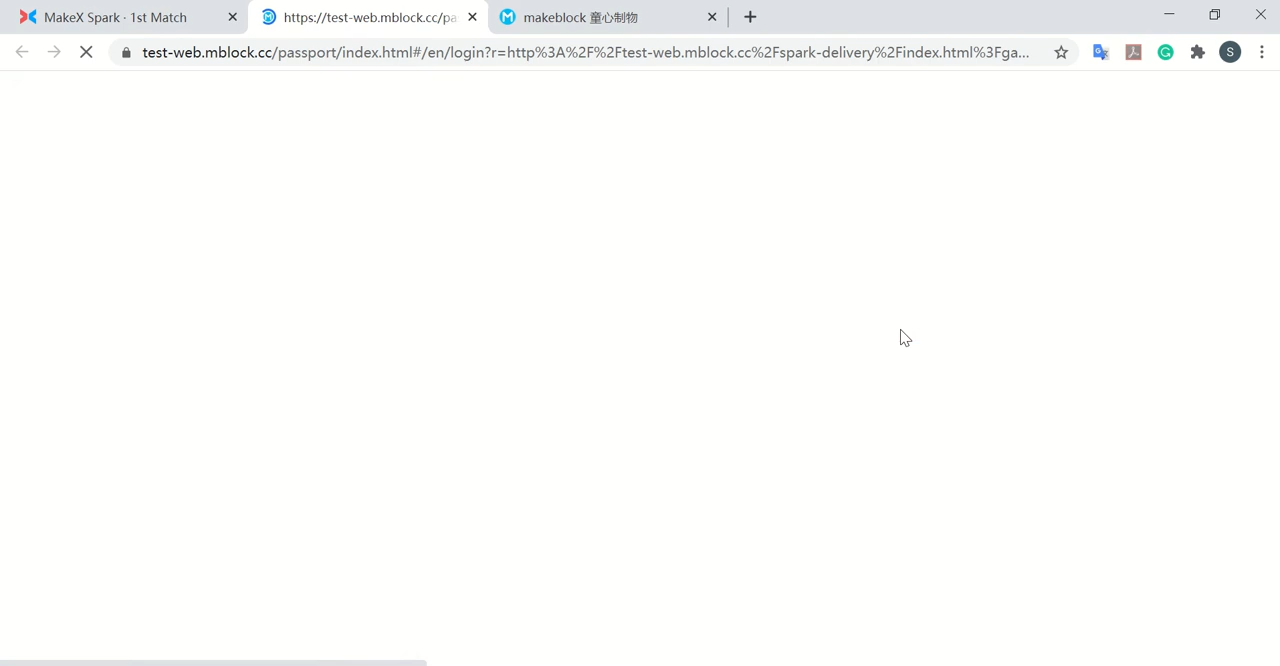 MakeX Spark · 1st Match
https://test-web.mblock.cc/pa
makeblock 童心制物
test-web.mblock.cc/passport/index.html#/en/login?r=http%3A%2F%2Ftest-web.mblock.cc%2Fspark-delivery%2Findex.html%3Fga...
S